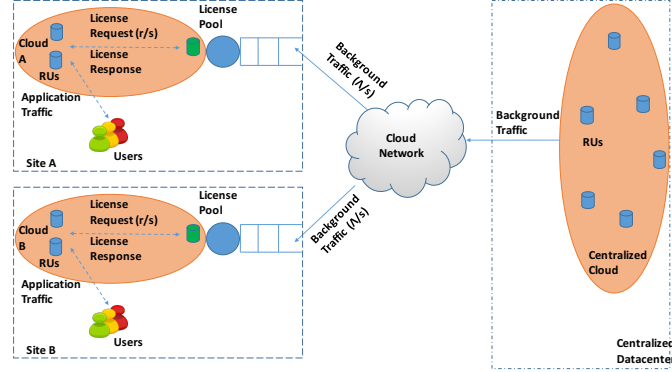 License
Request (r/s)
License
Response
Cloud
A
RUs
License
Pool
Application
Traffic
Users
Site A
Background
Traffic (Λ/s)
Cloud
Network
Background
Traffic
RUs
Centralized
Cloud
Centralized
Datacente
License
Request (r/s)
License
Response
Cloud
B
RUs
License
Pool
Application
Traffic
Users
Site B
Background
Traffic (Λ/s)